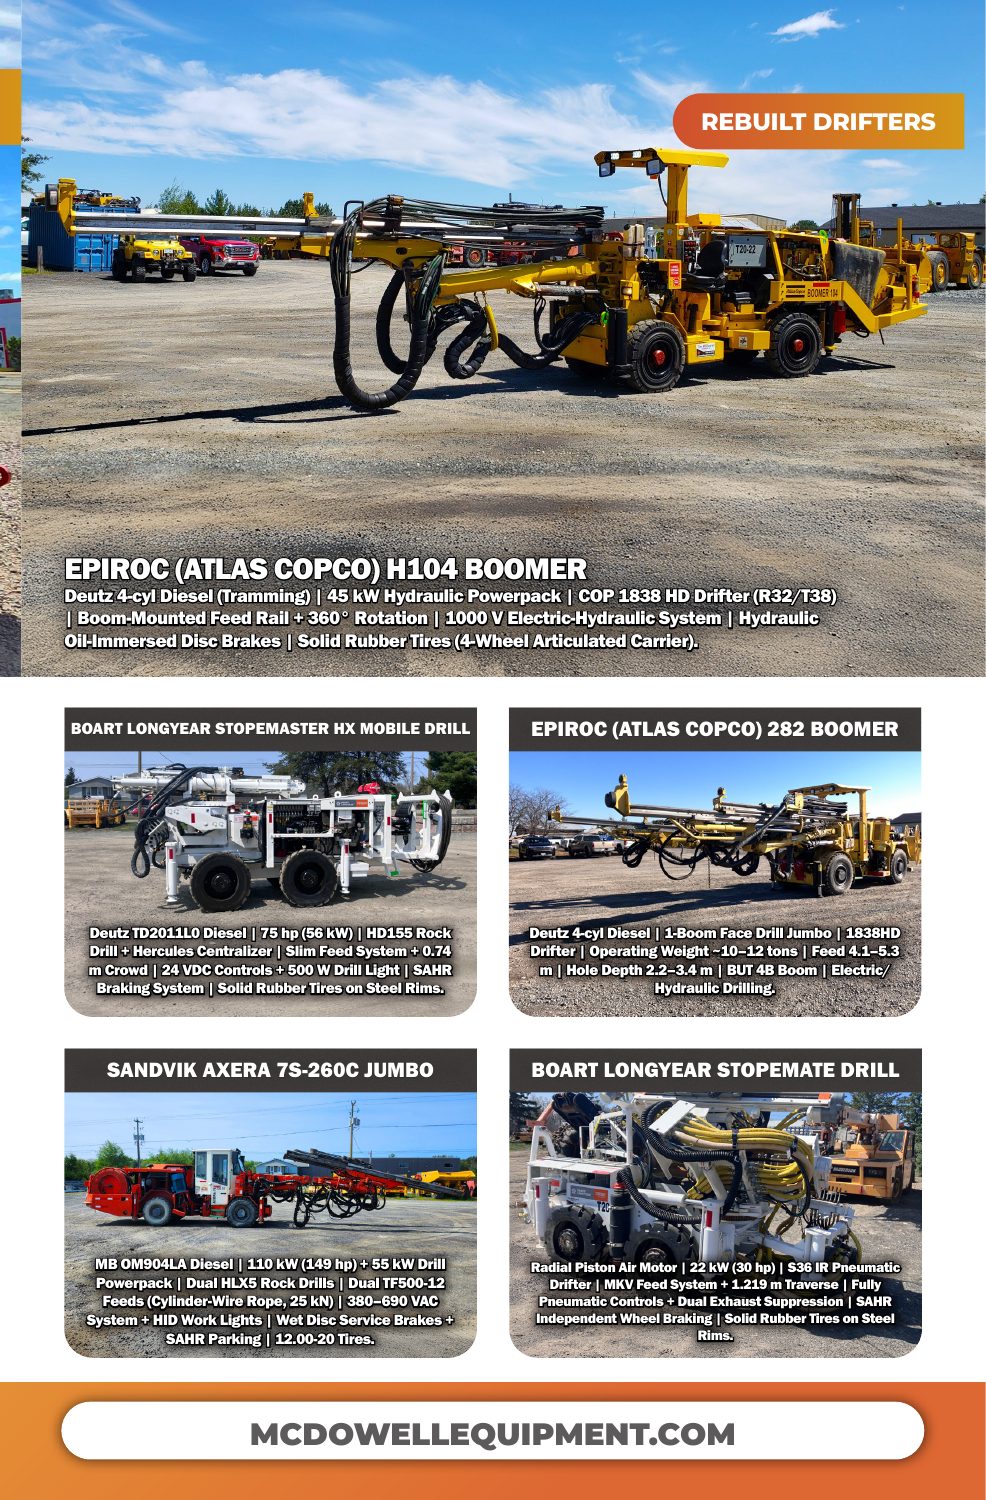 REBUILT DRIFTERS
T20-22
BOOMER 104
EPIROC (ATLAS COPCO) H104 BOOMER
Deutz 4-cyl Diesel (Tramming) | 45 kW Hydraulic Powerpack | COP 1838 HD Drifter (R32/T38)
| Boom-Mounted Feed Rail + 360° Rotation | 1000 V Electric-Hydraulic System | Hydraulic
Oil-Immersed Disc Brakes | Solid Rubber Tires (4-Wheel Articulated Carrier).
BOART LONGYEAR STOPEMASTER HX MOBILE DRILL
Deutz TD2011L0 Diesel | 75 hp (56 kW) | HD155 Rock
Drill + Hercules Centralizer | Slim Feed System + 0.74
m Crowd | 24 VDC Controls + 500 W Drill Light | SAHR
Braking System | Solid Rubber Tires on Steel Rims.
EPIROC (ATLAS COPCO) 282 BOOMER
Deutz 4-cyl Diesel | 1-Boom Face Drill Jumbo | 1838HD
Drifter | Operating Weight ~10–12 tons | Feed 4.1–5.3
m | Hole Depth 2.2–3.4 m | BUT 4B Boom | Electric/
Hydraulic Drilling.
SANDVIK AXERA 7S-260C JUMBO
MB OM904LA Diesel | 110 kW (149 hp) + 55 kW Drill
Powerpack | Dual HLX5 Rock Drills | Dual TF500-12
Feeds (Cylinder-Wire Rope, 25 kN) | 380–690 VAC
System + HID Work Lights | Wet Disc Service Brakes +
SAHR Parking | 12.00-20 Tires.
BOART LONGYEAR STOPEMATE DRILL
Radial Piston Air Motor | 22 kW (30 hp) | S36 IR Pneumatic
Drifter | MKV Feed System + 1.219 m Traverse | Fully
Pneumatic Controls + Dual Exhaust Suppression | SAHR
Independent Wheel Braking | Solid Rubber Tires on Steel
Rims.
MCDOWELLEQUIPMENT.COM